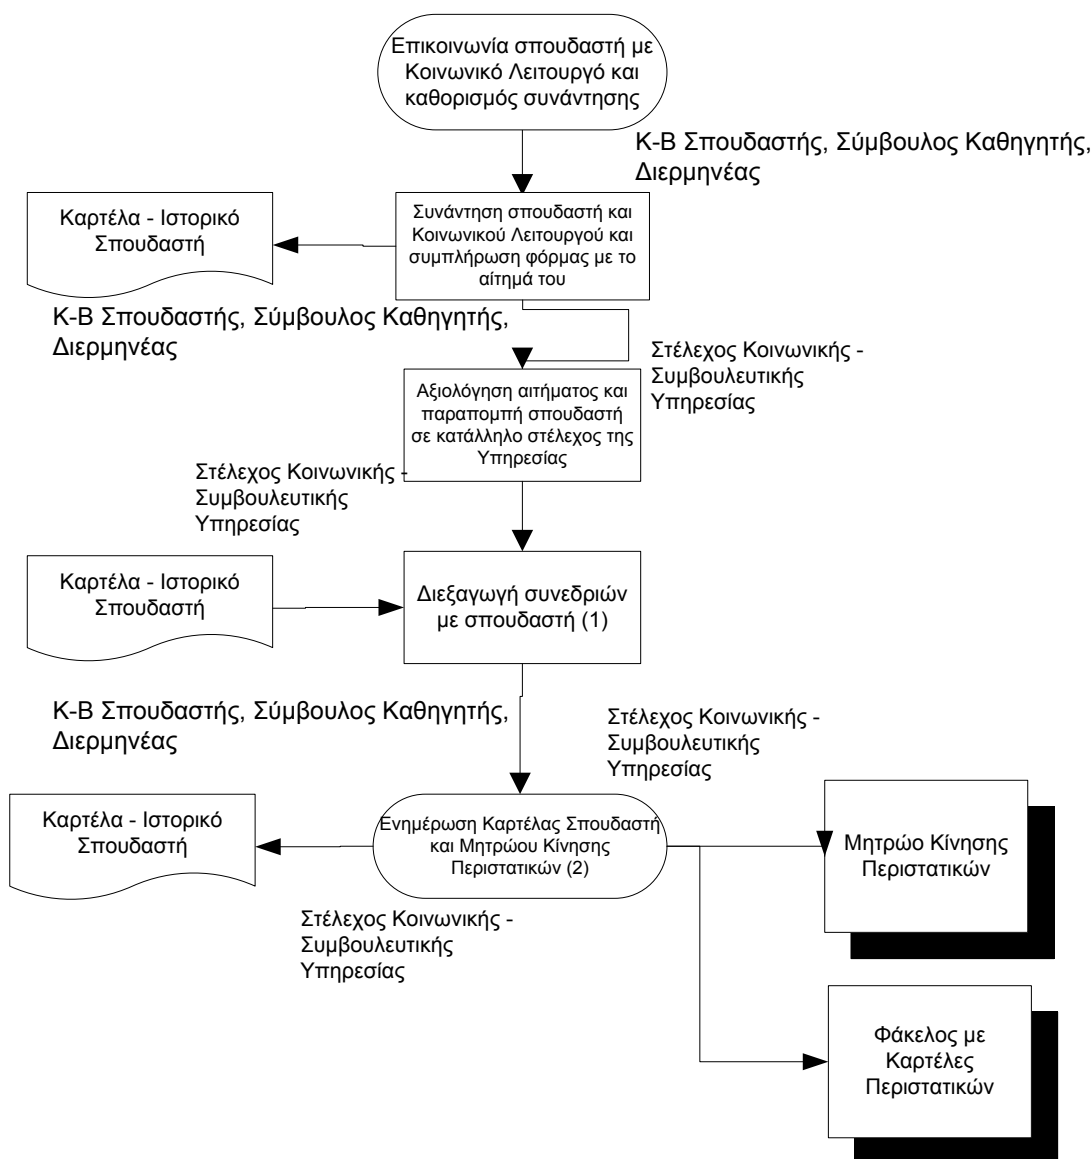 Επικοινωνία σπουδαστή με
Κοινωνικό Λειτουργό και
καθορισμός συνάντησης
Κ-Β Σπουδαστής, Σύμβουλος Καθηγητής,
Διερμηνέας
Καρτέλα - Ιστορικό
Σπουδαστή
Συνάντηση σπουδαστή και
Κοινωνικού Λειτουργού και
συμπλήρωση φόρμας με το
αίτημά του
Κ-Β Σπουδαστής, Σύμβουλος Καθηγητής,
Διερμηνέας
Στέλεχος Κοινωνικής -
Συμβουλευτικής
Υπηρεσίας
Αξιολόγηση αιτήματος και
παραπομπή σπουδαστή
σε κατάλληλο στέλεχος της
Υπηρεσίας
Στέλεχος Κοινωνικής -
Συμβουλευτικής
Υπηρεσίας
Καρτέλα - Ιστορικό
Σπουδαστή
Διεξαγωγή συνεδριών
με σπουδαστή (1)
Κ-Β Σπουδαστής, Σύμβουλος Καθηγητής,
Διερμηνέας
Στέλεχος Κοινωνικής -
Συμβουλευτικής
Υπηρεσίας
Καρτέλα - Ιστορικό
Σπουδαστή
Ενημέρωση Καρτέλας Σπουδαστή
και Μητρώου Κίνησης
Περιστατικών (2)
Μητρώο Κίνησης
Περιστατικών
Στέλεχος Κοινωνικής -
Συμβουλευτικής
Υπηρεσίας
Φάκελος με
Καρτέλες
Περιστατικών